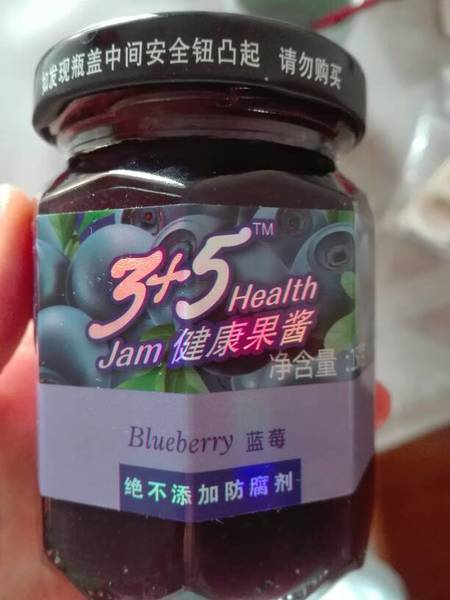 如发现瓶盖中间安全钮凸起 请勿购买
3+5™
Health
Jam 健康果酱
净含量:
Blueberry 蓝莓
绝不添加防腐剂